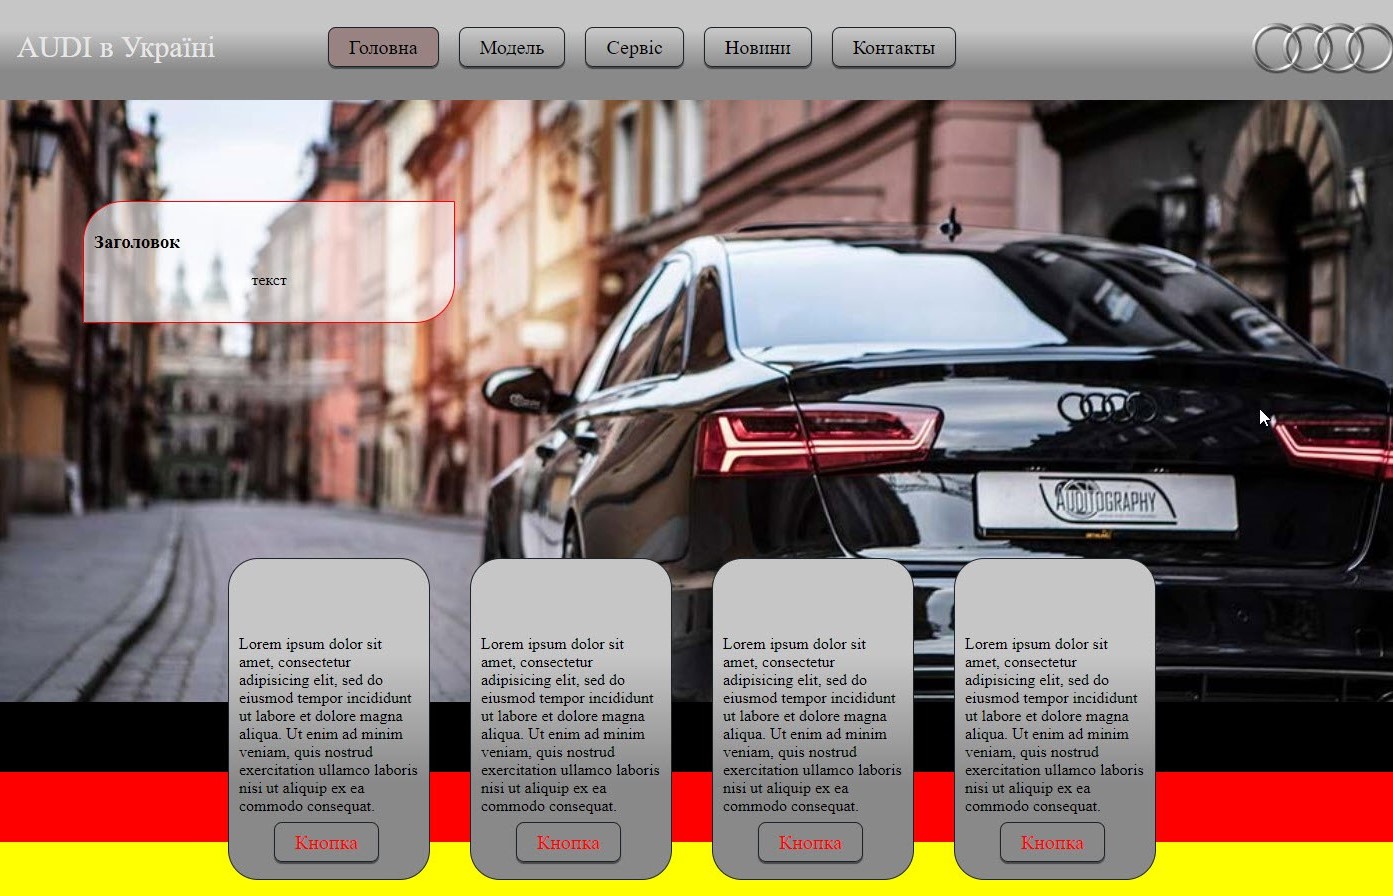 AUDI в Україні
Головна
Модель
Сервіс
Новини
Контакты
Заголовок
текст
AUDITOGRAPHY
Lorem ipsum dolor sit
amet, consectetur
adipisicing elit, sed do
eiusmod tempor incididunt
ut labore et dolore magna
aliqua. Ut enim ad minim
veniam, quis nostrud
exercitation ullamco laboris
nisi ut aliquip ex ea
commodo consequat.
Кнопка
Lorem ipsum dolor sit
amet, consectetur
adipisicing elit, sed do
eiusmod tempor incididunt
ut labore et dolore magna
aliqua. Ut enim ad minim
veniam, quis nostrud
exercitation ullamco laboris
nisi ut aliquip ex ea
commodo consequat.
Кнопка
Lorem ipsum dolor sit
amet, consectetur
adipisicing elit, sed do
eiusmod tempor incididunt
ut labore et dolore magna
aliqua. Ut enim ad minim
veniam, quis nostrud
exercitation ullamco laboris
nisi ut aliquip ex ea
commodo consequat.
Кнопка
Lorem ipsum dolor sit
amet, consectetur
adipisicing elit, sed do
eiusmod tempor incididunt
ut labore et dolore magna
aliqua. Ut enim ad minim
veniam, quis nostrud
exercitation ullamco laboris
nisi ut aliquip ex ea
commodo consequat.
Кнопка